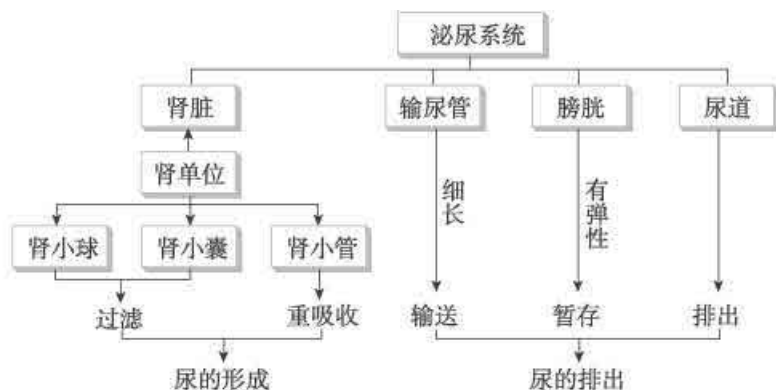 泌尿系统
肾脏
输尿管
膀胱
尿道
肾单位
细长
有弹性
肾小球
肾小囊
肾小管
过滤
重吸收
输送
暂存
排出
尿的形成
尿的排出